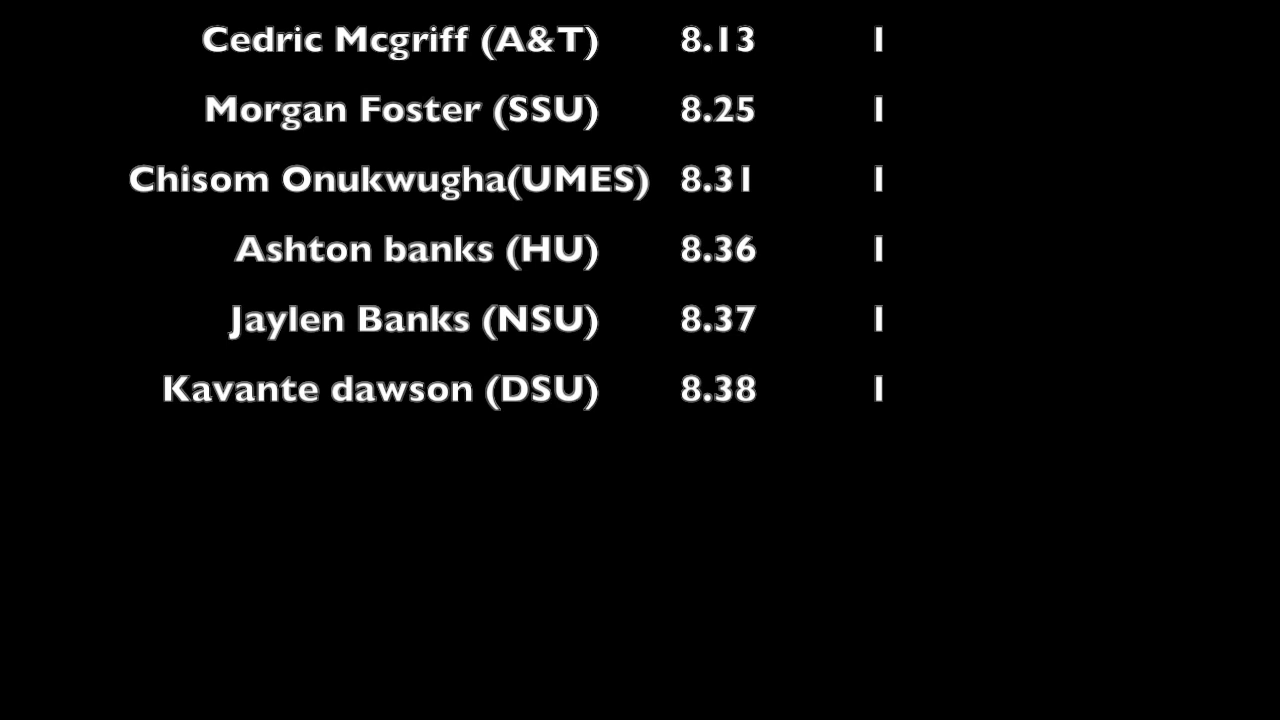 Cedric Mcgriff (A&T) 8.13 1
Morgan Foster (SSU) 8.25 1
Chisom Onukwugha(UMES) 8.31 1
Ashton banks (HU) 8.36 1
Jaylen Banks (NSU) 8.37 1
Kavante dawson (DSU) 8.38 1